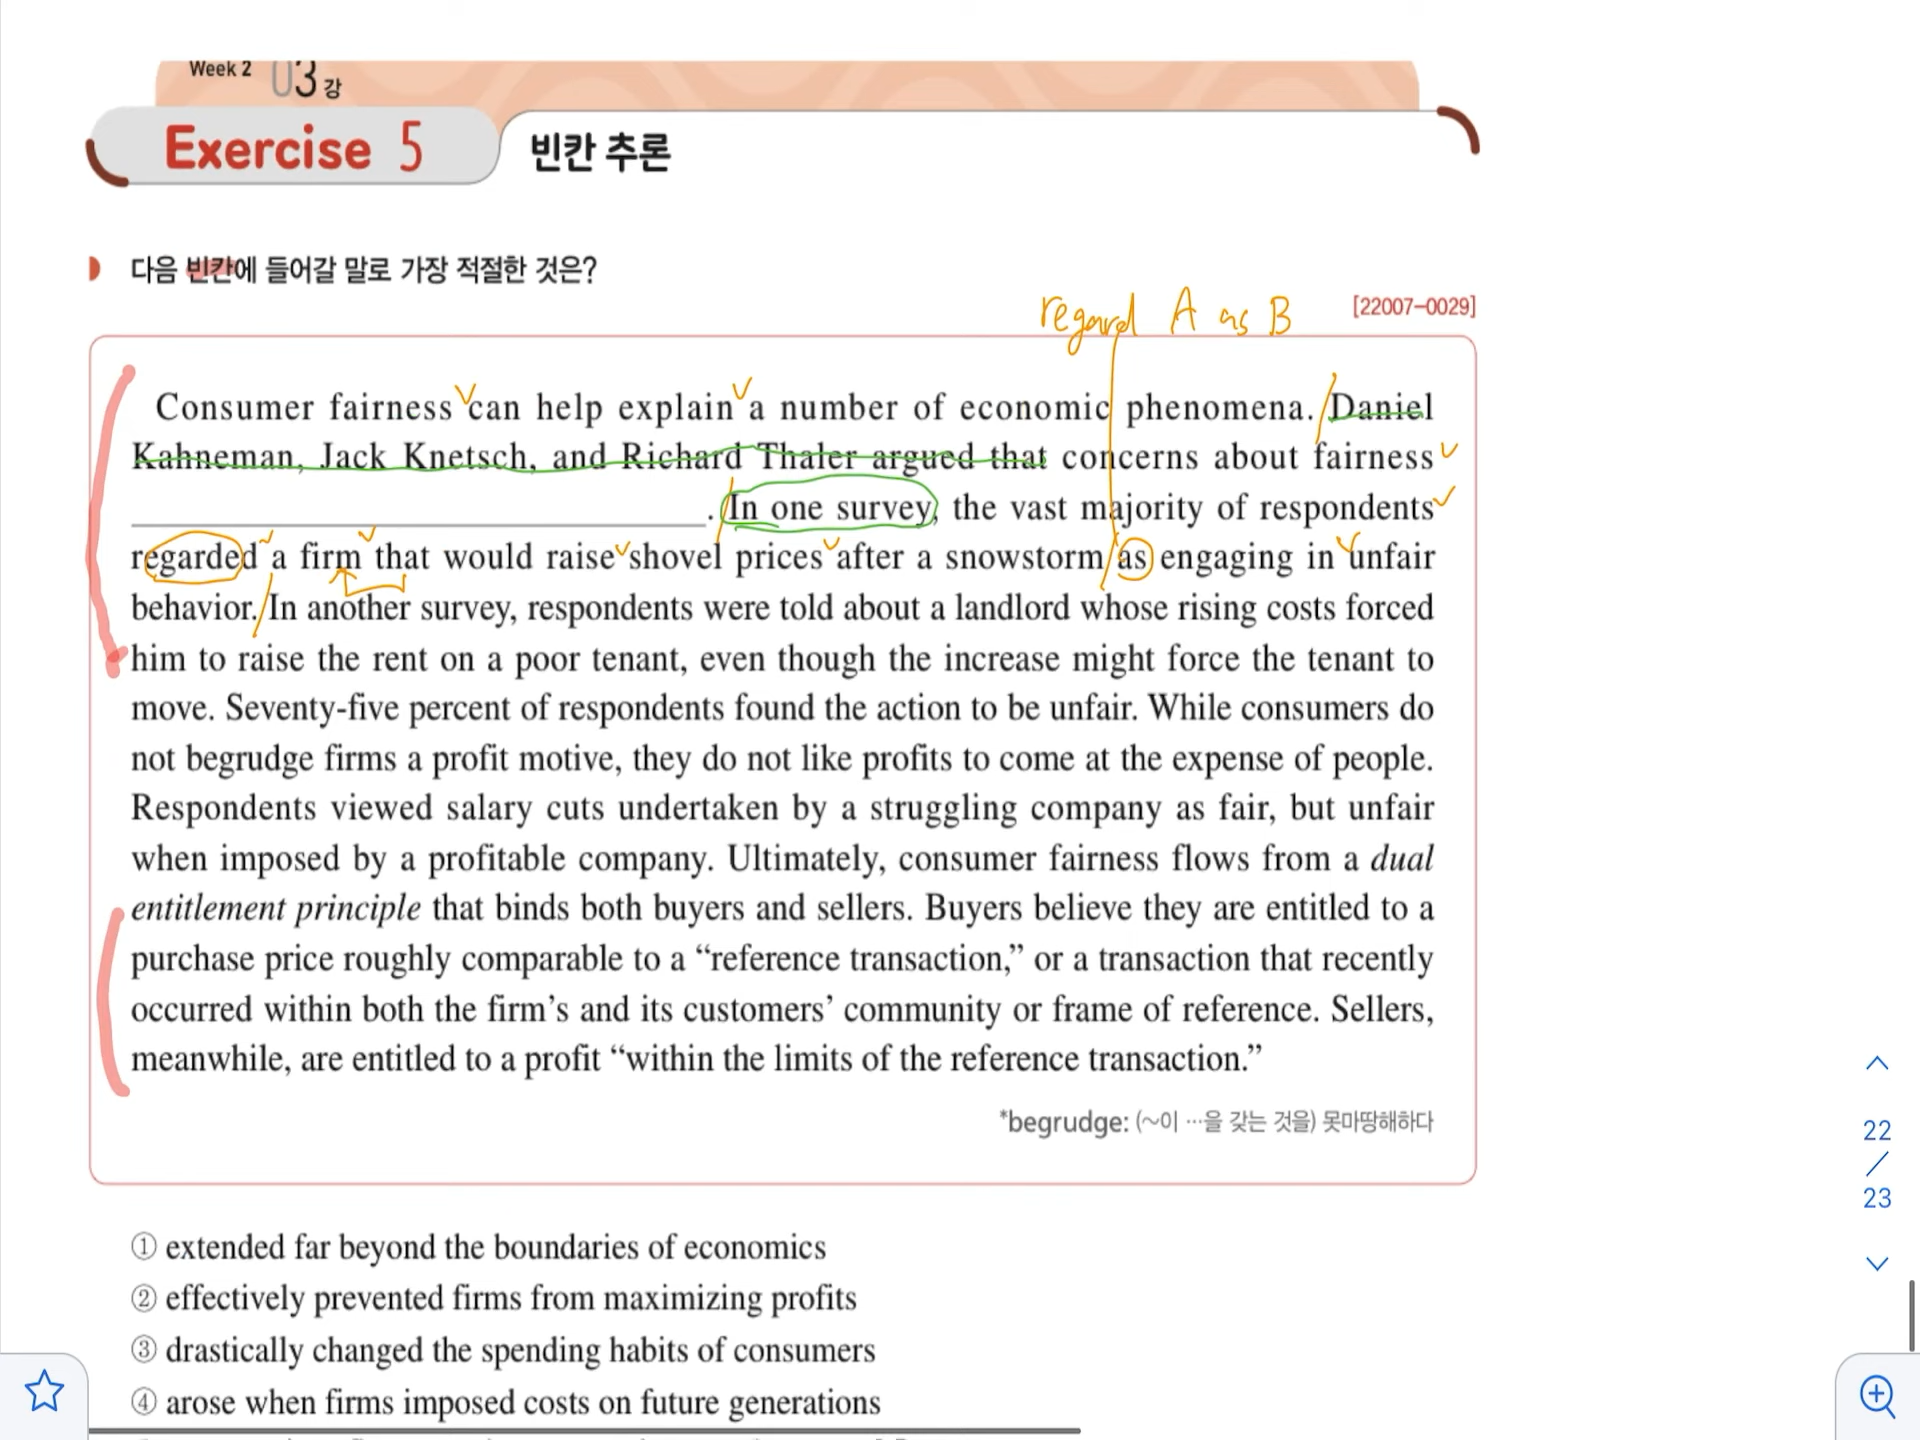 Week 2 03강
Exercise 5 빈칸 추론
다음 빈칸에 들어갈 말로 가장 적절한 것은?
regard A as B [22007-0029]
Consumer fairness can help explain a number of economic phenomena. Daniel
Kahneman, Jack Knetsch, and Richard Thaler argued that concerns about fairness
. In one survey, the vast majority of respondents
regarded a firm that would raise shovel prices after a snowstorm as engaging in unfair
behavior. In another survey, respondents were told about a landlord whose rising costs forced
him to raise the rent on a poor tenant, even though the increase might force the tenant to
move. Seventy-five percent of respondents found the action to be unfair. While consumers do
not begrudge firms a profit motive, they do not like profits to come at the expense of people.
Respondents viewed salary cuts undertaken by a struggling company as fair, but unfair
when imposed by a profitable company. Ultimately, consumer fairness flows from a dual
entitlement principle that binds both buyers and sellers. Buyers believe they are entitled to a
purchase price roughly comparable to a “reference transaction,” or a transaction that recently
occurred within both the firm’s and its customers’ community or frame of reference. Sellers,
meanwhile, are entitled to a profit “within the limits of the reference transaction.”
*begrudge: (~이 …을 갖는 것을) 못마땅해하다
① extended far beyond the boundaries of economics
② effectively prevented firms from maximizing profits
③ drastically changed the spending habits of consumers
④ arose when firms imposed costs on future generations
22
/
23